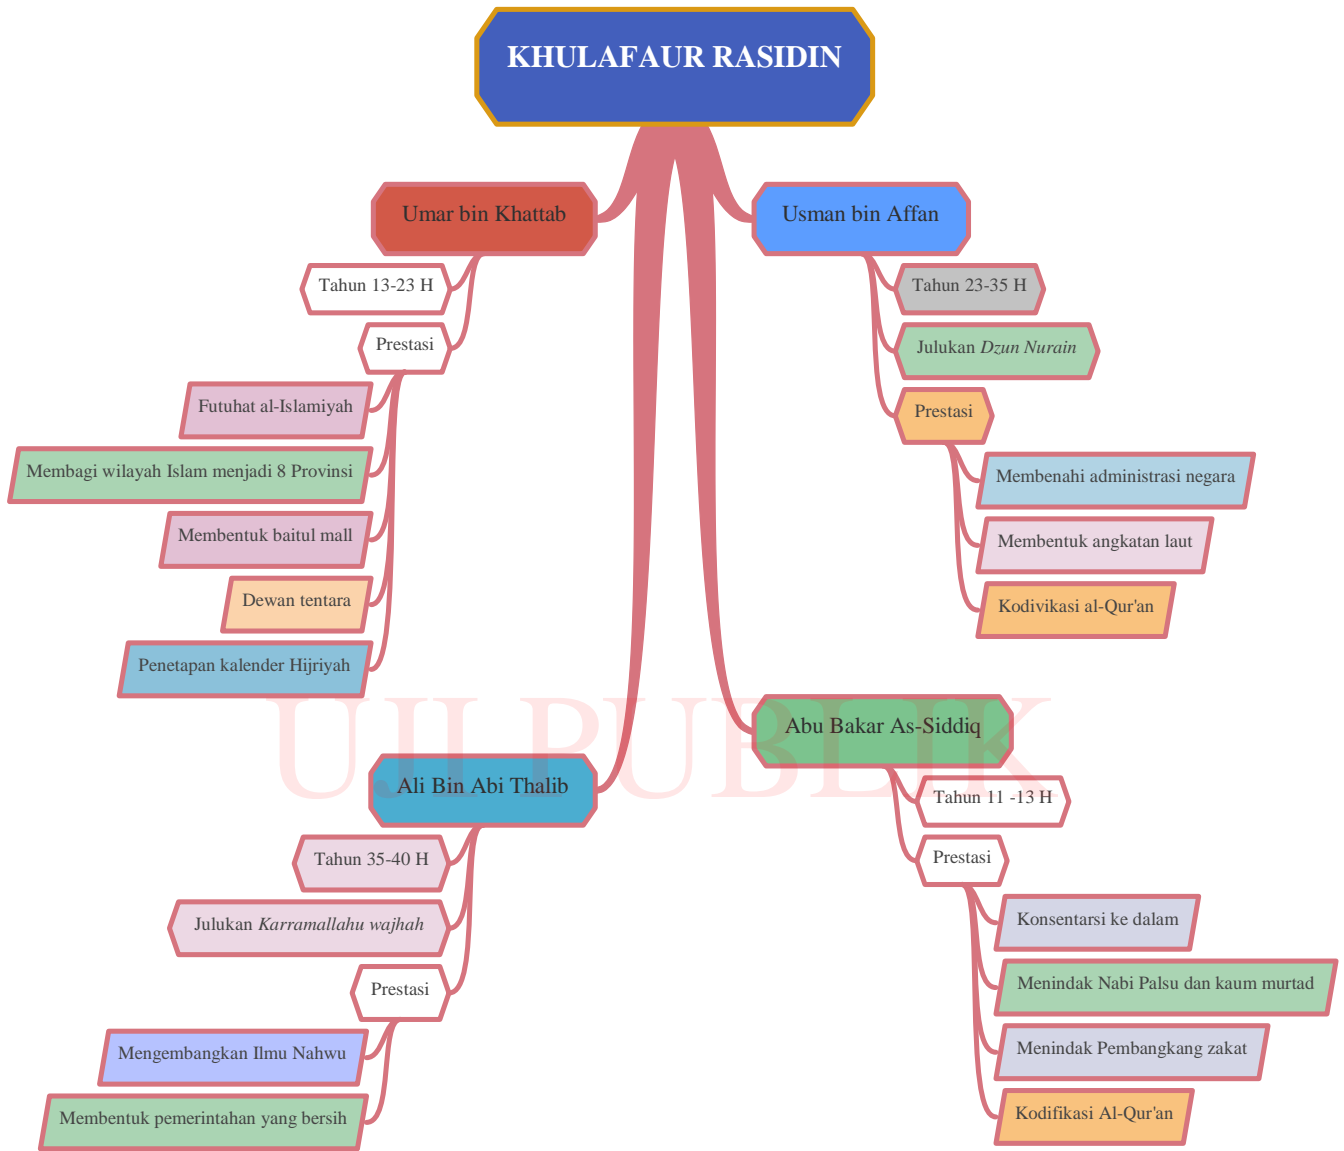 KHULAFAUR RASIDIN
Umar bin Khattab
Tahun 13-23 H
Prestasi
Futuhat al-Islamiyah
Membagi wilayah Islam menjadi 8 Provinsi
Membentuk baitul mall
Dewan tentara
Penetapan kalender Hijriyah
Usman bin Affan
Tahun 23-35 H
Julukan Dzun Nurain
Prestasi
Membenahi administrasi negara
Membentuk angkatan laut
Kodivikasi al-Qur'an
UJI PUBLIK
Ali Bin Abi Thalib
Tahun 35-40 H
Julukan Karramallahu wajhah
Prestasi
Mengembangkan Ilmu Nahwu
Membentuk pemerintahan yang bersih
Abu Bakar As-Siddiq
Tahun 11 -13 H
Prestasi
Konsentarsi ke dalam
Menindak Nabi Palsu dan kaum murtad
Menindak Pembangkang zakat
Kodifikasi Al-Qur'an